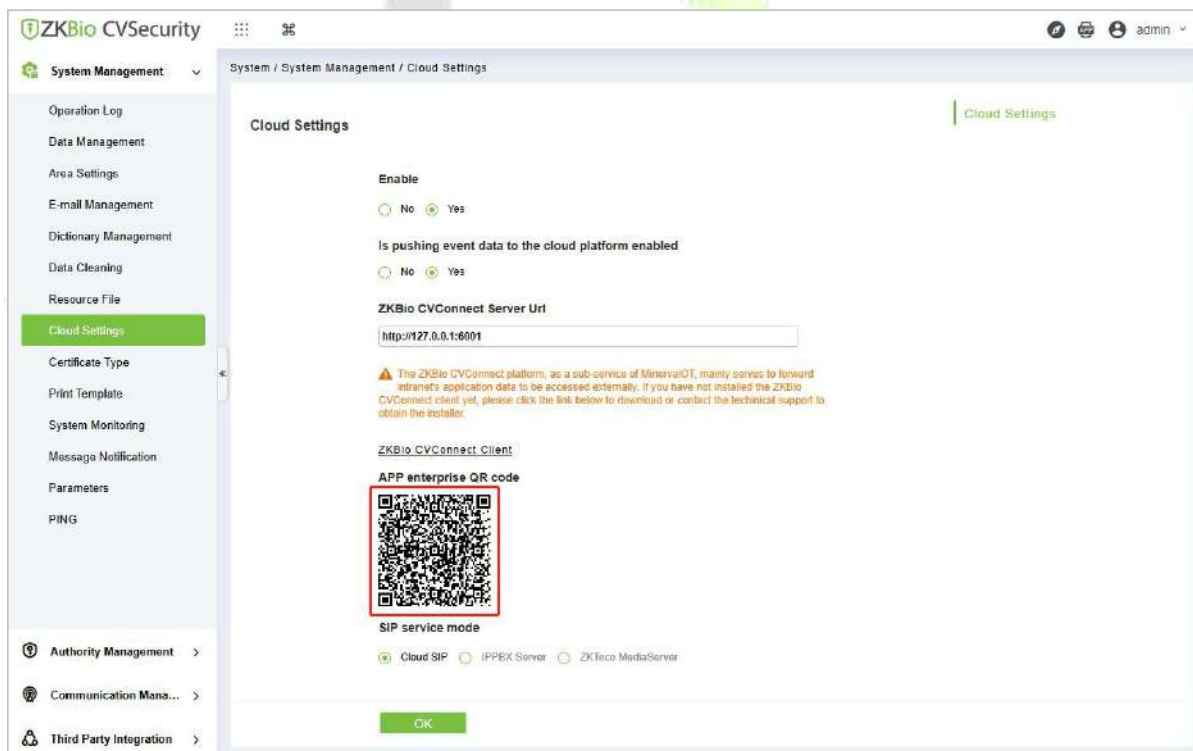 ZKBio CVSecurity
admin
System Management
Operation Log
Data Management
Area Settings
E-mail Management
Dictionary Management
Data Cleaning
Resource File
Cloud Settings
Certificate Type
Print Template
System Monitoring
Message Notification
Parameters
PING
Authority Management
Communication Mana...
Third Party Integration
System / System Management / Cloud Settings
Cloud Settings
Cloud Settings
Enable
No Yes
Is pushing event data to the cloud platform enabled
No Yes
ZKBio CVConnect Server Url
http://127.0.0.1:6001
The ZKBio CVConnect platform, as a sub-service of MinervaIOT, mainly serves to forward
intranet's application data to be accessed externally. If you have not installed the ZKBio
CVConnect client yet, please click the link below to download or contact the techinical support to
obtain the installer.
ZKBio CVConnect Client
APP enterprise QR code
SIP service mode
Cloud SIP IPPBX Server ZKTeco MediaServer
OK